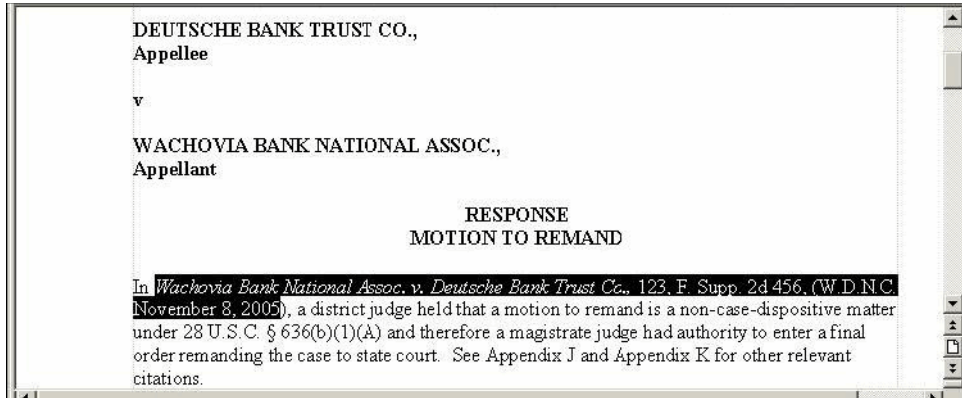 DEUTSCHE BANK TRUST CO.,
Appellee
v
WACHOVIA BANK NATIONAL ASSOC.,
Appellant
RESPONSE
MOTION TO REMAND
In Wachovia Bank National Assoc. v. Deutsche Bank Trust Co., 123, F. Supp. 2d 456, (W.D.N.C.
November 8, 2005), a district judge held that a motion to remand is a non-case-dispositive matter
under 28 U.S.C. § 636(b)(1)(A) and therefore a magistrate judge had authority to enter a final
order remanding the case to state court.  See Appendix J and Appendix K for other relevant
citations.